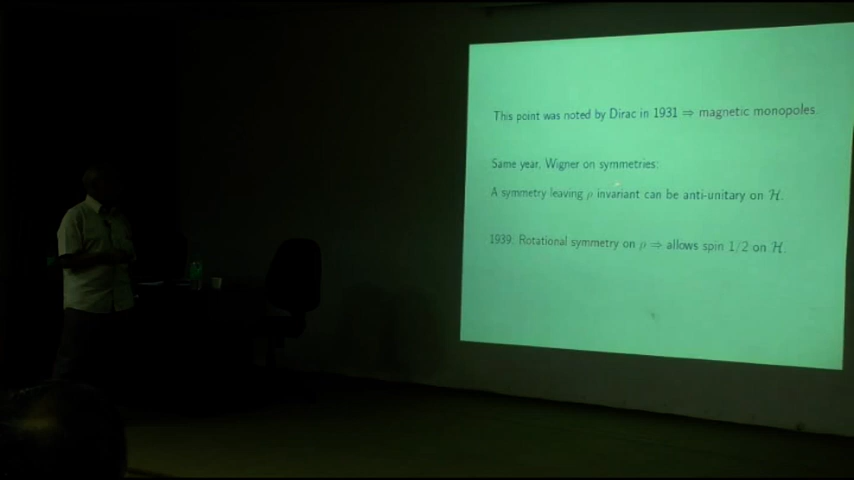 This point was noted by Dirac in 1931 ⇒ magnetic monopoles.
Same year, Wigner on symmetries:
A symmetry leaving ρ invariant can be anti-unitary on ℋ.
1939: Rotational symmetry on ρ ⇒ allows spin 1/2 on ℋ.